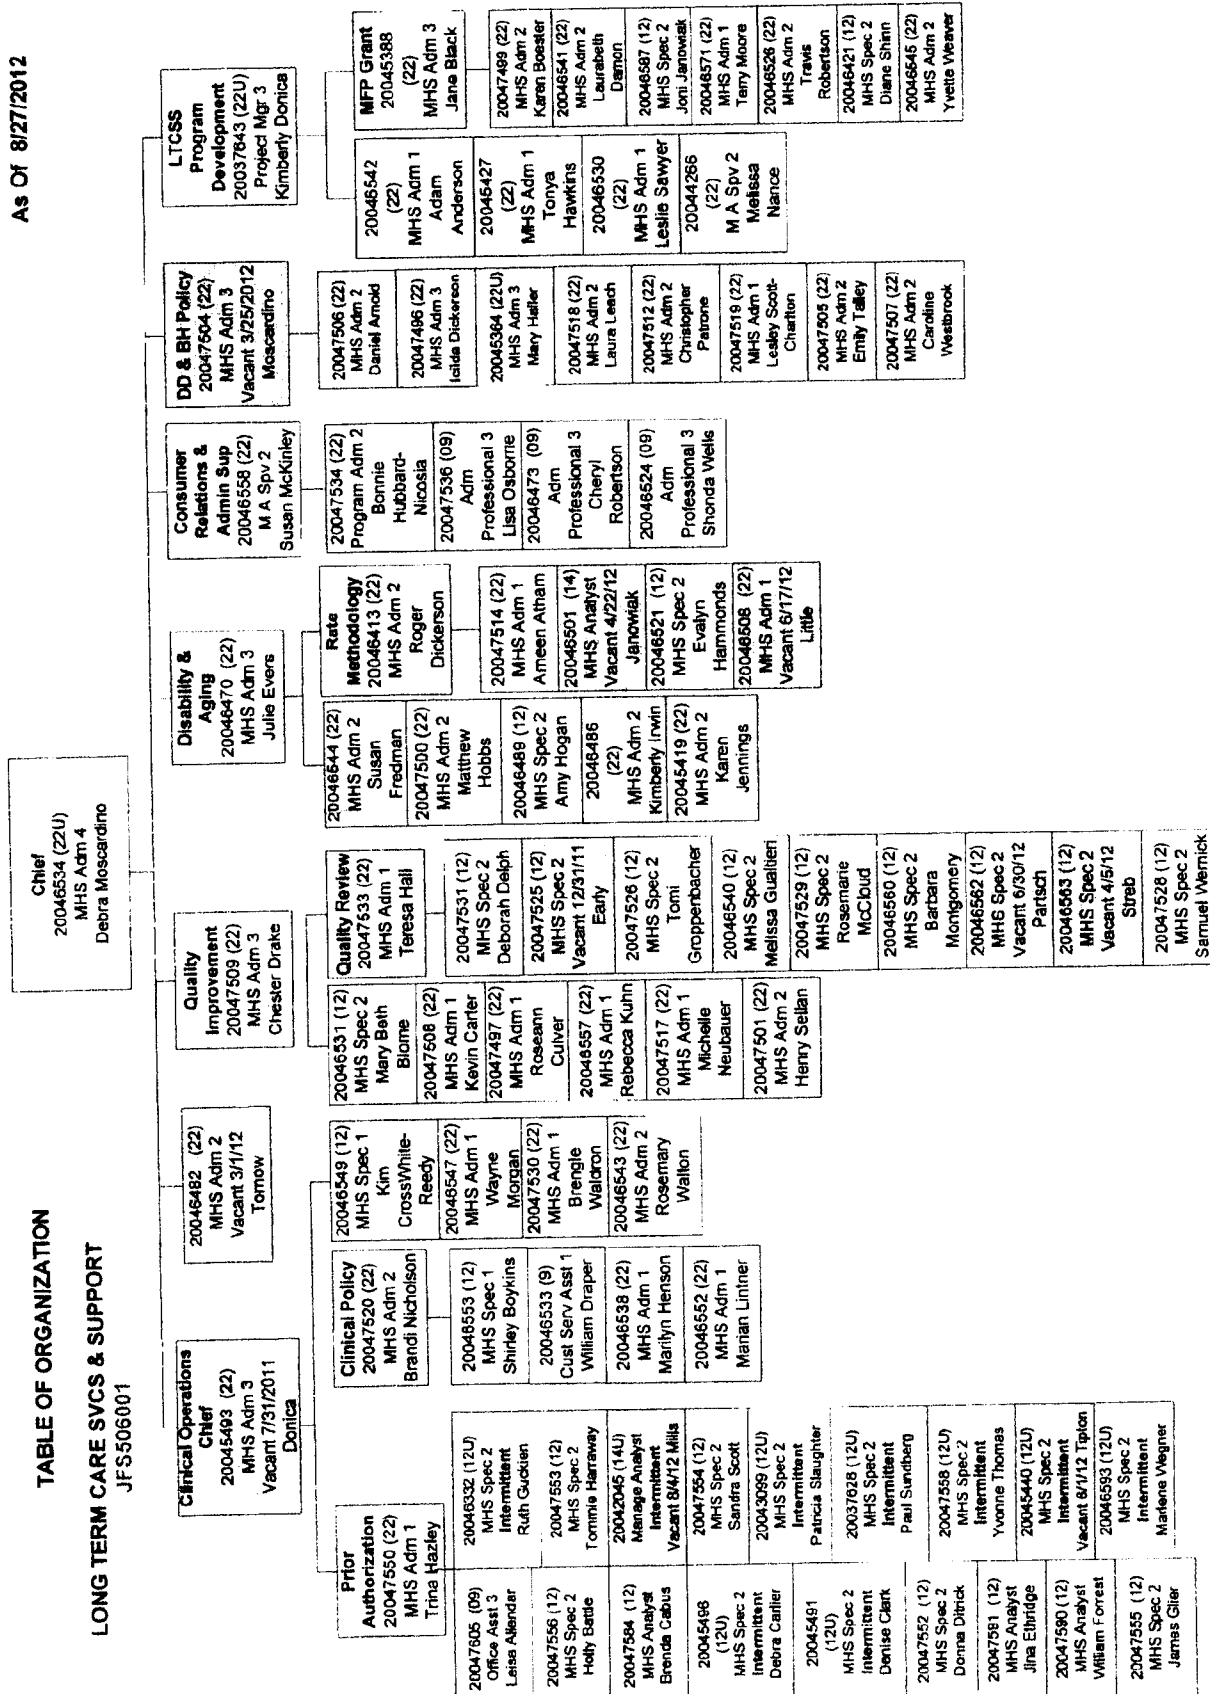 As Of 8/27/2012
TABLE OF ORGANIZATION
LONG TERM CARE SVCS & SUPPORT
JFS506001
Chief
20046534 (22U)
MHS Adm 4
Debra Moscardino
Clinical Operations
Chief
20045493 (22)
MHS Adm 3
Vacant 7/31/2011
Donica
20046482 (22)
MHS Adm 2
Vacant 3/1/12
Tornow
Quality
Improvement
20047509 (22)
MHS Adm 3
Chester Drake
Disability &
Aging
20046470 (22)
MHS Adm 3
Julie Evers
Consumer
Relations &
Admin Sup
20046558 (22)
M A Spv 2
Susan McKinley
DD & BH Policy
20047504 (22)
MHS Adm 3
Vacant 3/25/2012
Moscardino
LTCSS
Program
Development
20037643 (22U)
Project Mgr 3
Kimberly Donica
Prior
Authorization
20047550 (22)
MHS Adm 1
Trina Hazley
20047605 (09)
Office Asst 3
Leisa Allendar
20047556 (12)
MHS Spec 2
Holly Battle
20047584 (12)
MHS Analyst
Brenda Cabus
20045496
(12U)
MHS Spec 2
Intermittent
Debra Carlier
20045491
(12U)
MHS Spec 2
Intermittent
Denise Clark
20047552 (12)
MHS Spec 2
Donna Ditrick
20047591 (12)
MHS Analyst
Jina Ethridge
20047590 (12)
MHS Analyst
William Forrest
20047555 (12)
MHS Spec 2
James Glier
20046332 (12U)
MHS Spec 2
Intermittent
Ruth Guckien
20047553 (12)
MHS Spec 2
Tommie Harraway
20042045 (14U)
Manage Analyst
Intermittent
Vacant 8/4/12 Mills
20047554 (12)
MHS Spec 2
Sandra Scott
20043099 (12U)
MHS Spec 2
Intermittent
Patricia Slaughter
20037628 (12U)
MHS Spec 2
Intermittent
Paul Sundberg
20047558 (12U)
MHS Spec 2
Intermittent
Yvonne Thomas
20045440 (12U)
MHS Spec 2
Intermittent
Vacant 8/1/12 Tipton
20046593 (12U)
MHS Spec 2
Intermittent
Marlene Wegner
Clinical Policy
20047520 (22)
MHS Adm 2
Brandi Nicholson
20046553 (12)
MHS Spec 1
Shirley Boykins
20046533 (9)
Cust Serv Asst 1
William Draper
20046538 (22)
MHS Adm 1
Marilyn Henson
20046552 (22)
MHS Adm 1
Marian Lintner
20046549 (12)
MHS Spec 1
Kim
CrossWhite-
Reedy
20046547 (22)
MHS Adm 1
Wayne
Morgan
20047530 (22)
MHS Adm 1
Brengle
Waldron
20046543 (22)
MHS Adm 2
Rosemary
Walton
20046531 (12)
MHS Spec 2
Mary Beth
Blome
20047508 (22)
MHS Adm 1
Kevin Carter
20047497 (22)
MHS Adm 1
Roseann
Culver
20046557 (22)
MHS Adm 1
Rebecca Kuhn
20047517 (22)
MHS Adm 1
Michelle
Neubauer
20047501 (22)
MHS Adm 2
Henry Sellan
Quality Review
20047533 (22)
MHS Adm 1
Teresa Hall
20047531 (12)
MHS Spec 2
Deborah Delph
20047525 (12)
MHS Spec 2
Vacant 12/31/11
Early
20047526 (12)
MHS Spec 2
Tomi
Groppenbacher
20046540 (12)
MHS Spec 2
Melissa Gualtieri
20047529 (12)
MHS Spec 2
Rosemarie
McCloud
20046560 (12)
MHS Spec 2
Barbara
Montgomery
20046562 (12)
MHS Spec 2
Vacant 6/30/12
Partsch
20046563 (12)
MHS Spec 2
Vacant 4/5/12
Streb
20047528 (12)
MHS Spec 2
Samuel Wernick
20046544 (22)
MHS Adm 2
Susan
Fredman
20047500 (22)
MHS Adm 2
Matthew
Hobbs
20046489 (12)
MHS Spec 2
Amy Hogan
20046486
(22)
MHS Adm 2
Kimberly Irwin
20045419 (22)
MHS Adm 2
Karen
Jennings
Rate
Methodology
20046413 (22)
MHS Adm 2
Roger
Dickerson
20047514 (22)
MHS Adm 1
Ameen Atham
20046501 (14)
MHS Analyst
Vacant 4/22/12
Janowiak
20046521 (12)
MHS Spec 2
Evalyn
Hammonds
20046508 (22)
MHS Adm 1
Vacant 6/17/12
Little
20047534 (22)
Program Adm 2
Bonnie
Hubbard-
Nicosia
20047536 (09)
Adm
Professional 3
Lisa Osborne
20046473 (09)
Adm
Professional 3
Cheryl
Robertson
20046524 (09)
Adm
Professional 3
Shonda Wells
20047506 (22)
MHS Adm 2
Daniel Arnold
20047496 (22)
MHS Adm 3
Icilda Dickerson
20045364 (22U)
MHS Adm 3
Mary Haller
20047518 (22)
MHS Adm 2
Laura Leach
20047512 (22)
MHS Adm 2
Christopher
Patrone
20047519 (22)
MHS Adm 1
Lesley Scott-
Charlton
20047505 (22)
MHS Adm 2
Emily Talley
20047507 (22)
MHS Adm 2
Caroline
Westbrook
20046542
(22)
MHS Adm 1
Adam
Anderson
20045427
(22)
MHS Adm 1
Tonya
Hawkins
20046530
(22)
MHS Adm 1
Leslie Sawyer
20044266
(22)
M A Spv 2
Melissa
Nance
MFP Grant
20045388
(22)
MHS Adm 3
Jane Black
20047499 (22)
MHS Adm 2
Karen Boester
20046541 (22)
MHS Adm 2
Laurabeth
Damon
20046587 (12)
MHS Spec 2
Joni Janowiak
20046571 (22)
MHS Adm 1
Terry Moore
20046526 (22)
MHS Adm 2
Travis
Robertson
20046421 (12)
MHS Spec 2
Diane Shinn
20046545 (22)
MHS Adm 2
Yvette Weaver